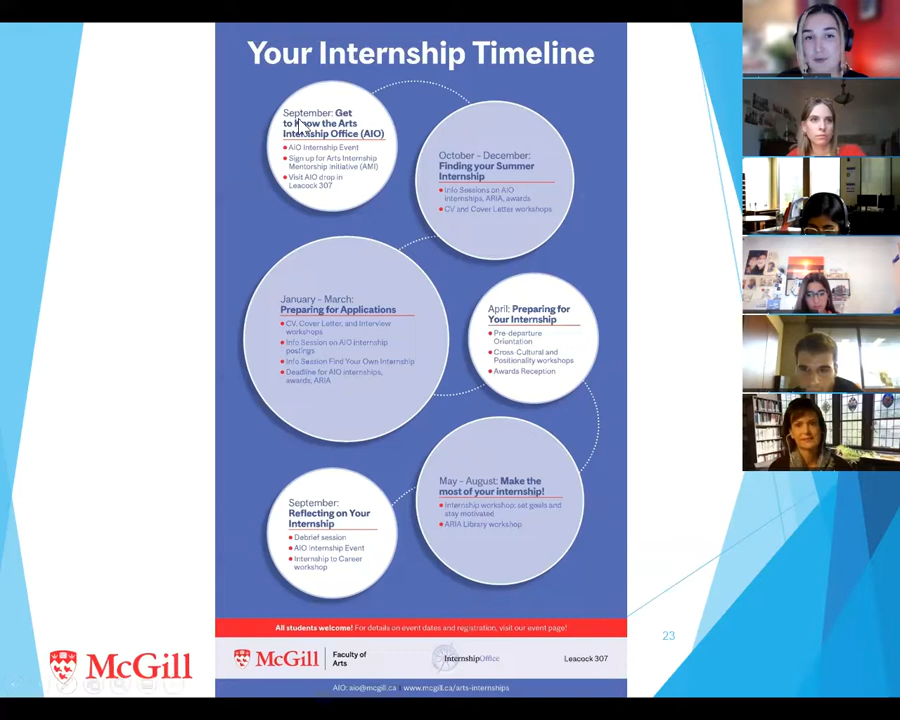 Your Internship Timeline
September: Get
to Know the Arts
Internship Office (AIO)
AIO Internship Event
Sign up for Arts Internship
Mentorship Initiative (AMI)
Visit AIO drop in
Leacock 307
October - December:
Finding your Summer
Internship
Info Sessions on AIO
internships, ARIA, awards
CV and Cover Letter workshops
January - March:
Preparing for Applications
CV, Cover Letter, and Interview
workshops
Info Session on AIO internship
postings
Info Session Find Your Own Internship
Deadline for AIO internships,
awards, ARIA
April: Preparing for
Your Internship
Pre-departure
Orientation
Cross-Cultural and
Positionality workshops
Awards Reception
May - August: Make the
most of your internship!
Internship workshop: set goals and
stay motivated
ARIA Library workshop
September:
Reflecting on Your
Internship
Debrief session
AIO Internship Event
Internship to Career
workshop
All students welcome! For details on event dates and registration, visit our event page!
McGill
Faculty of
Arts
InternshipOffice
Leacock 307
AIO: aio@mcgill.ca | www.mcgill.ca/arts-internships
23
McGill